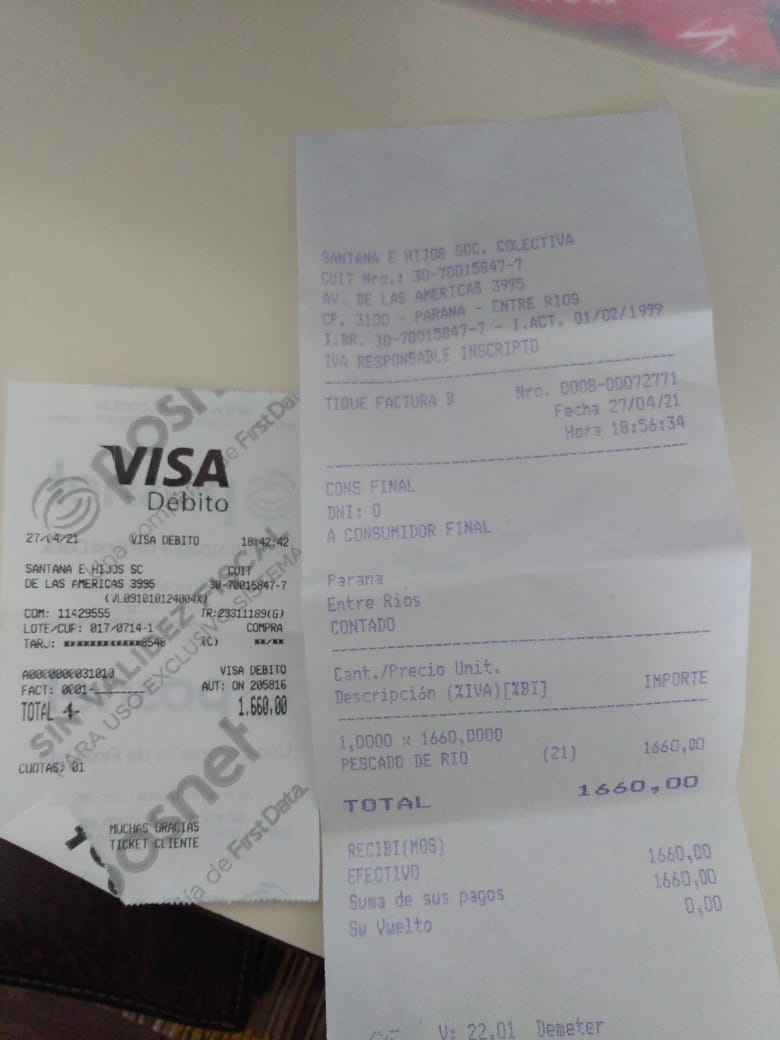 VISA
Débito
27/04/21 VISA DEBITO 18:42:42
SANTANA E HIJOS SC CUIT
DE LAS AMERICAS 3995 30-70015847-7
(VL091010124004X)
COM: 11429555 TR:23311189(G)
LOTE/CUP: 017/0714-1 COMPRA
TARJ: ************8548 (C) **/**
A0000000031010 VISA DEBITO
FACT: 0001-________ AUT: ON 205816
TOTAL -$- 1.660,00
CUOTAS: 01
MUCHAS GRACIAS
TICKET CLIENTE
posnet
una compañía de FirstData.
SIN VALIDEZ FISCAL
PARA USO EXCLUSIVO SISTEMA
posnet
SANTANA E HIJOS SOC. COLECTIVA
CUIT Nro.: 30-70015847-7
AV. DE LAS AMERICAS 3995
CP. 3100 - PARANA - ENTRE RIOS
I.BR. 30-70015847-7 - I.ACT. 01/02/1999
IVA RESPONSABLE INSCRIPTO
TIQUE FACTURA B Nro. 0008-00072771
Fecha 27/04/21
Hora 18:56:34
CONS FINAL
DNI: 0
A CONSUMIDOR FINAL
Parana
Entre Rios
CONTADO
Cant./Precio Unit.
Descripción (%IVA)[%BI] IMPORTE
1,0000 x 1660,0000
PESCADO DE RIO (21) 1660,00
TOTAL 1660,00
RECIBI(MOS)
EFECTIVO 1660,00
Suma de sus pagos 1660,00
Su Vuelto 0,00
V: 22.01 Demeter